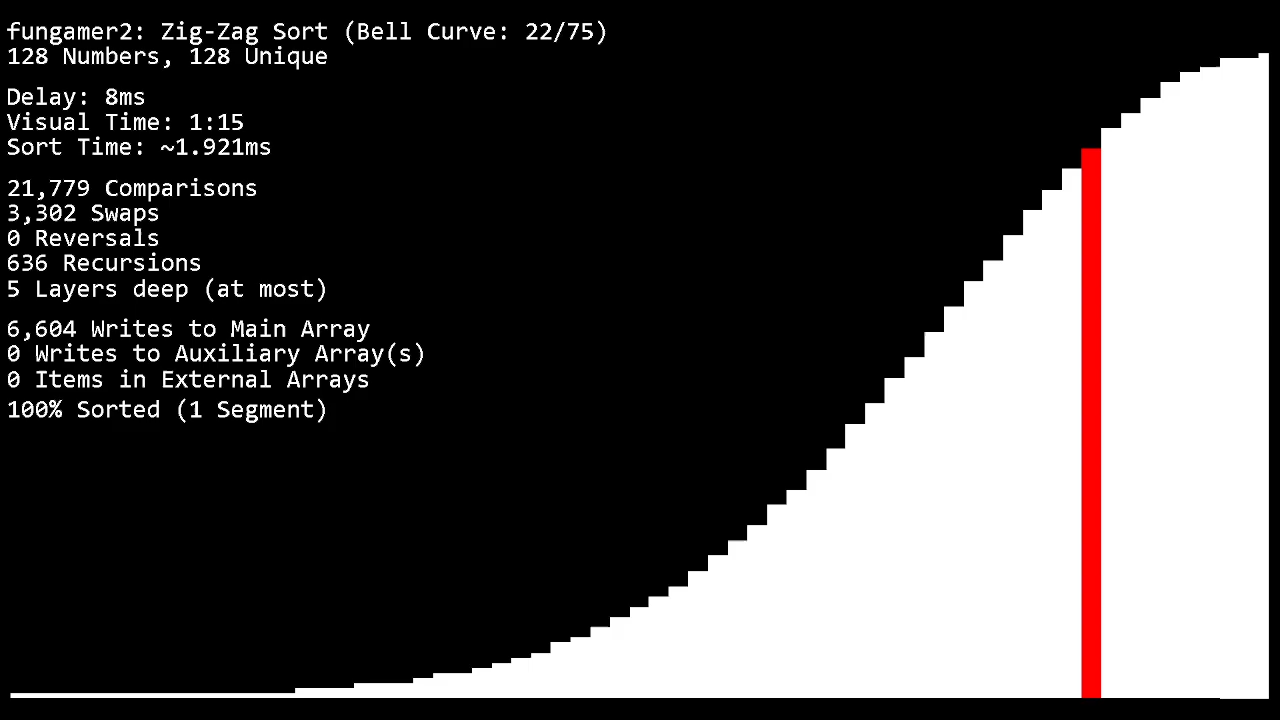 fungamer2: Zig-Zag Sort (Bell Curve: 22/75)
128 Numbers, 128 Unique
Delay: 8ms
Visual Time: 1:15
Sort Time: ~1.921ms
21,779 Comparisons
3,302 Swaps
0 Reversals
636 Recursions
5 Layers deep (at most)
6,604 Writes to Main Array
0 Writes to Auxiliary Array(s)
0 Items in External Arrays
100% Sorted (1 Segment)